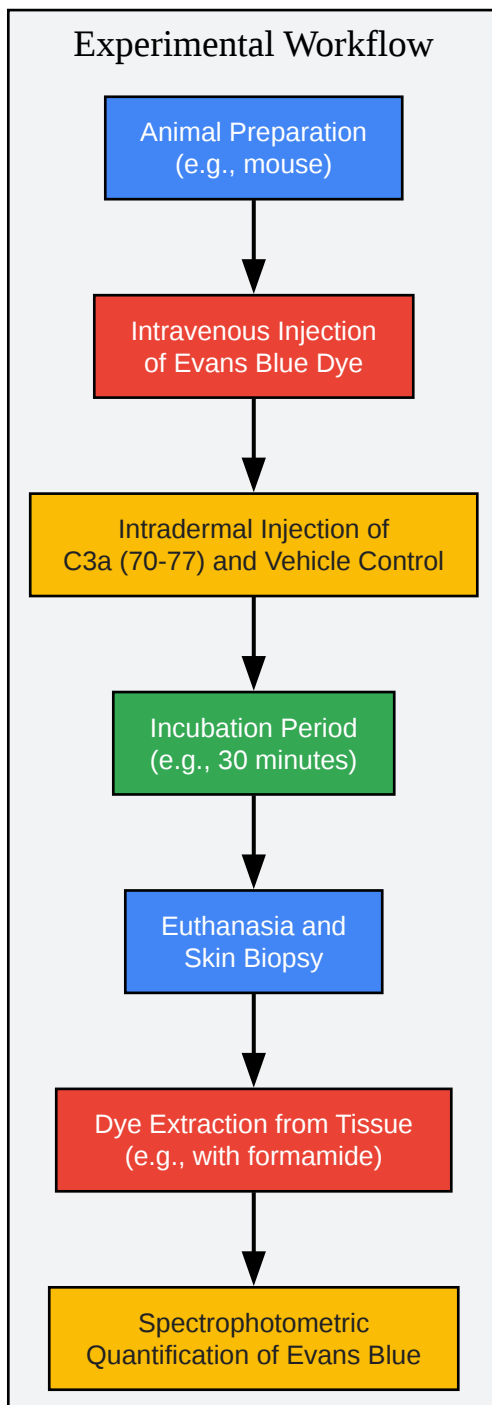 Experimental Workflow
Animal Preparation
(e.g., mouse)
Intravenous Injection
of Evans Blue Dye
Intradermal Injection of
C3a (70-77) and Vehicle Control
Incubation Period
(e.g., 30 minutes)
Euthanasia and
Skin Biopsy
Dye Extraction from Tissue
(e.g., with formamide)
Spectrophotometric
Quantification of Evans Blue